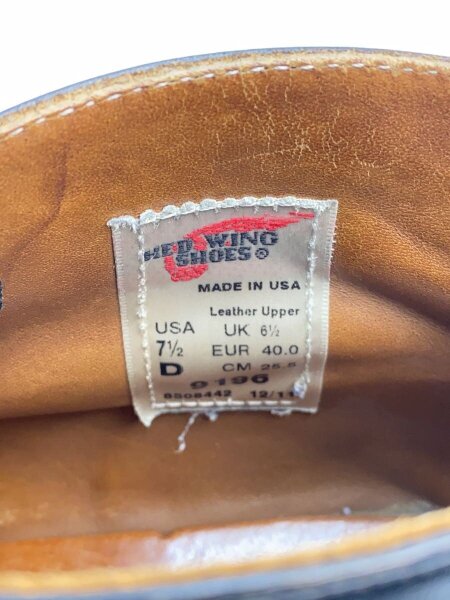 RED WING
SHOES®
MADE IN USA
Leather Upper
USA UK 6½
7½ EUR 40.0
D CM 25.5
9196
12/11